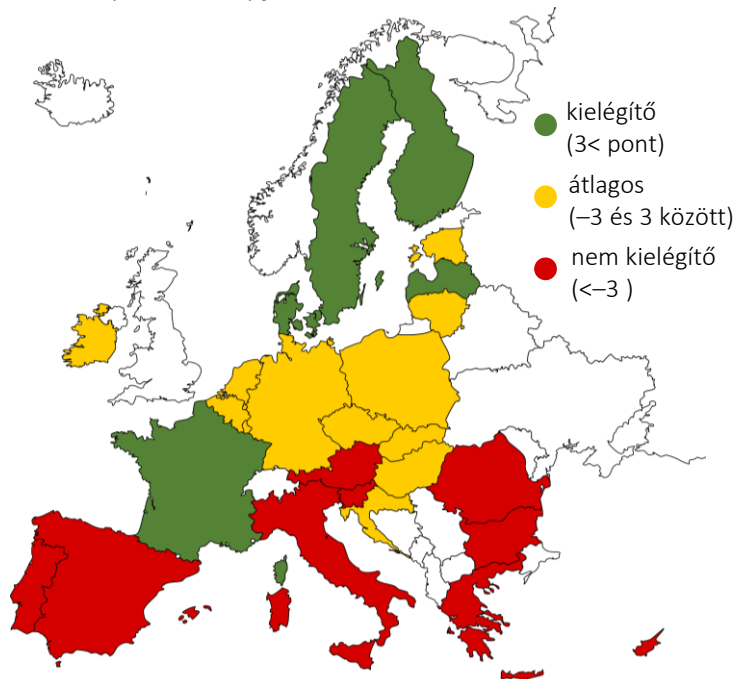 kielégítő
(3< pont)
átlagos
(–3 és 3 között)
nem kielégítő
(<–3 )